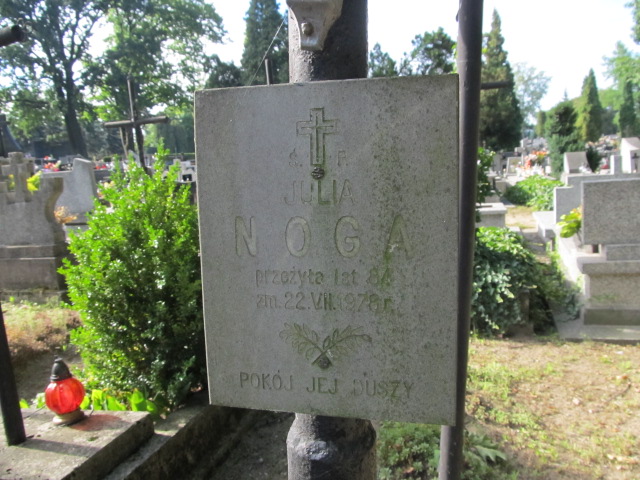 Ś. P.
JULIA
NOGA
przeżyła lat 84
zm. 22.VII.1978 r.
POKÓJ JEJ DUSZY